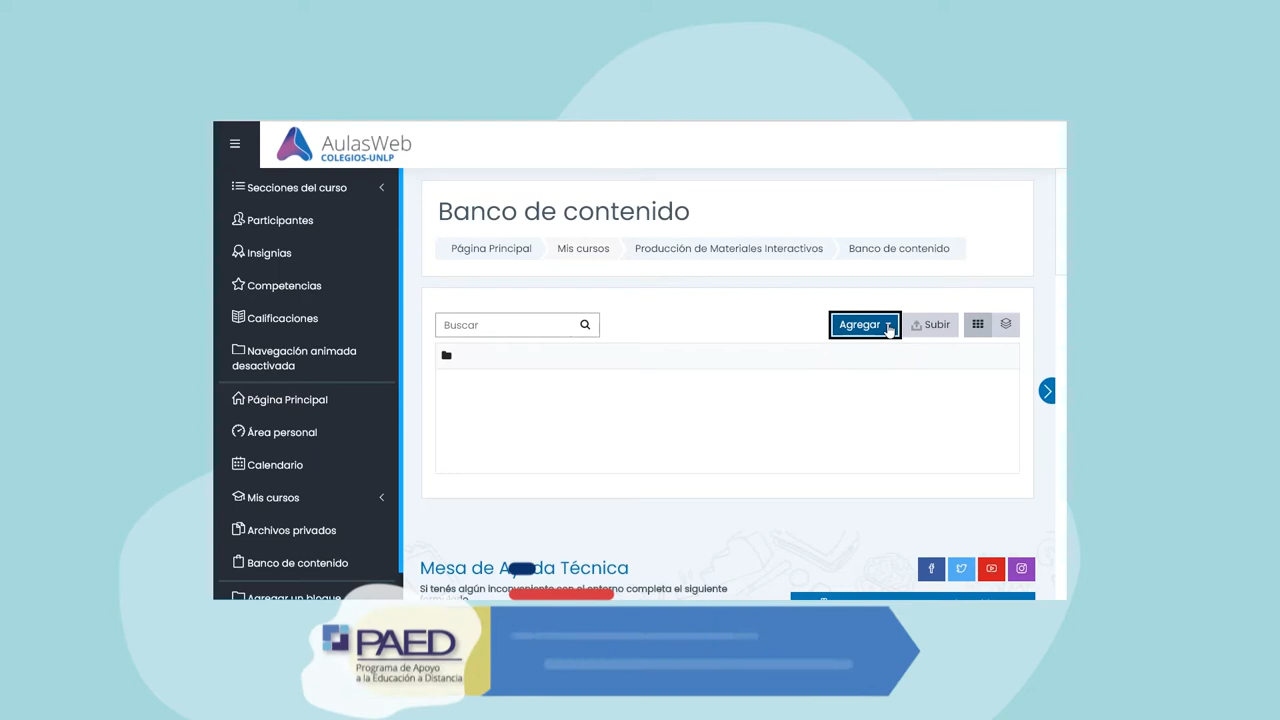 AulasWeb
COLEGIOS-UNLP
Secciones del curso
Participantes
Insignias
Competencias
Calificaciones
Navegación animada
desactivada
Página Principal
Área personal
Calendario
Mis cursos
Archivos privados
Banco de contenido
Agregar un bloque
Banco de contenido
Página Principal Mis cursos Producción de Materiales Interactivos Banco de contenido
Buscar Agregar Subir
Mesa de Técnica
Si tenés algún inconveniente con el entorno completa el siguiente
PAED
Programa de Apoyo
a la Educación a Distancia